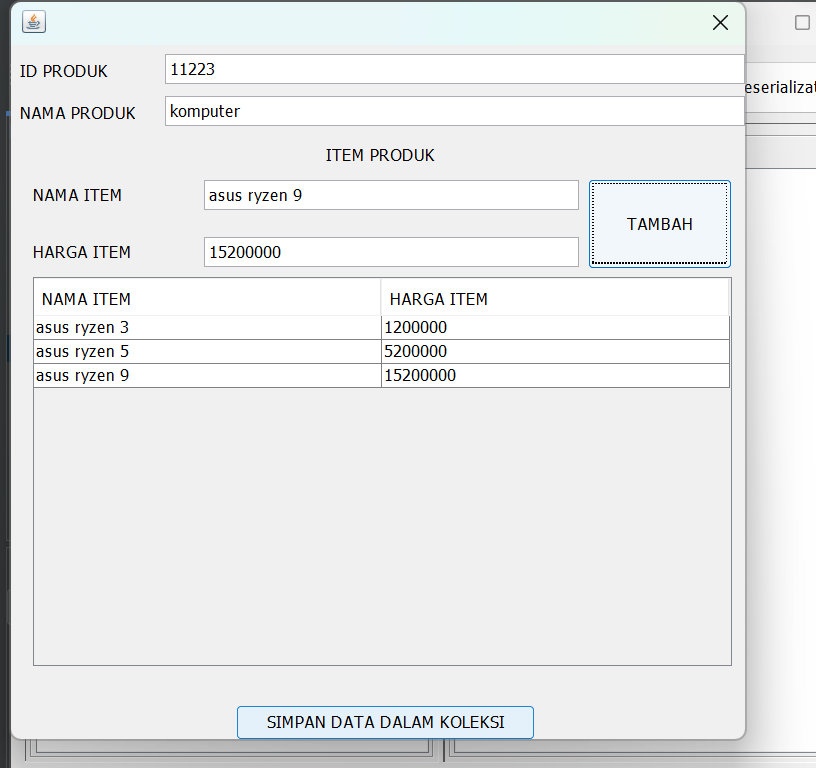 ID PRODUK 11223
eserializat
NAMA PRODUK komputer
ITEM PRODUK
NAMA ITEM asus ryzen 9
TAMBAH
HARGA ITEM 15200000
NAMA ITEM HARGA ITEM
asus ryzen 3 1200000
asus ryzen 5 5200000
asus ryzen 9 15200000
SIMPAN DATA DALAM KOLEKSI